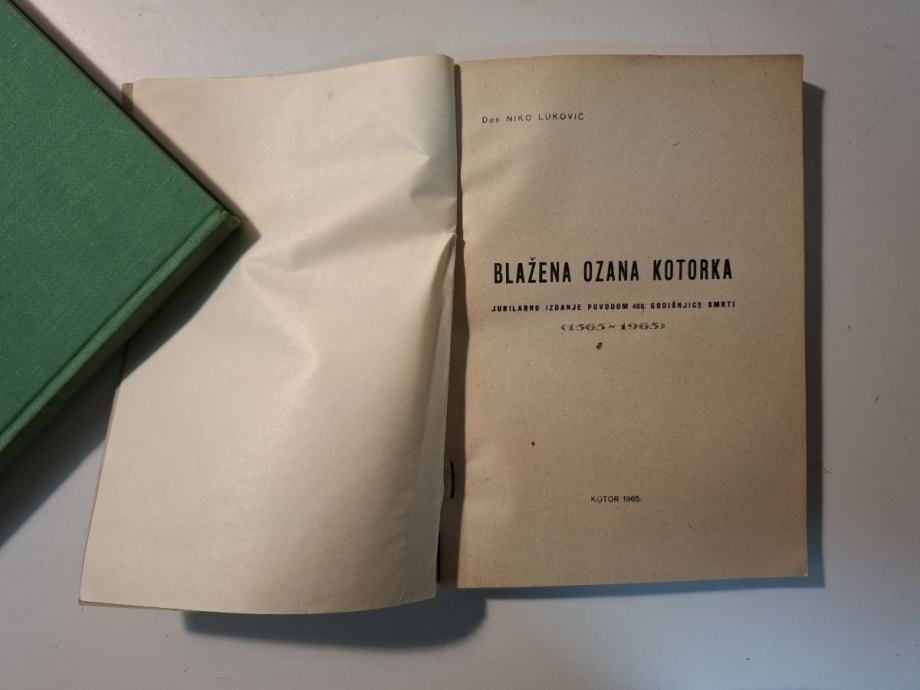 Don NIKO LUKOVIĆ
BLAŽENA OZANA KOTORKA
JUBILARNO IZDANJE POVODOM 400. GODIŠNJICE SMRTI
(1565-1965)
KOTOR 1965.